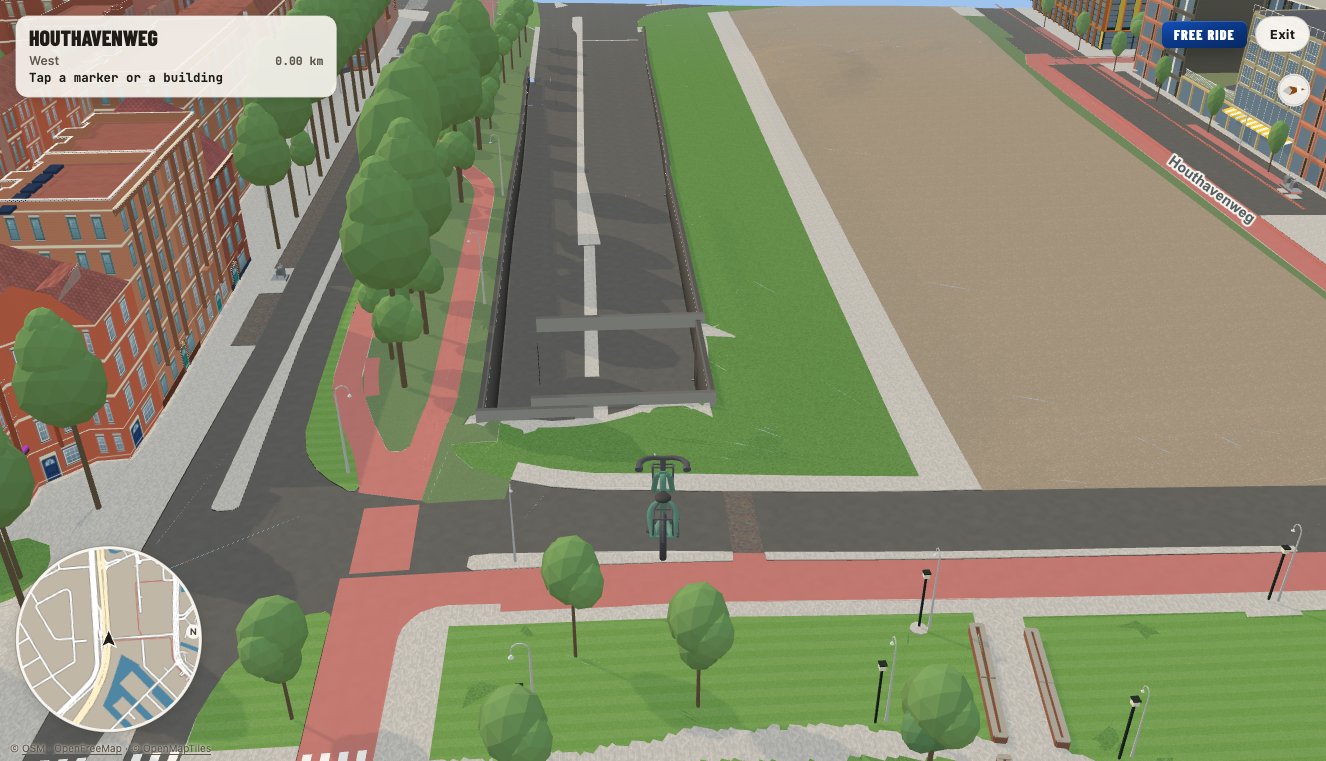 HOUTHAVENWEG
West 0.00 km
Tap a marker or a building
FREE RIDE
Exit
Houthavenweg
N
© OSM · OpenFreeMap · © OpenMapTiles